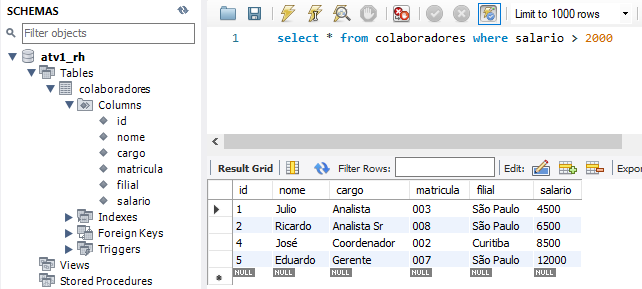 SCHEMAS
Filter objects
atv1_rh
Tables
colaboradores
Columns
id
nome
cargo
matricula
filial
salario
Indexes
Foreign Keys
Triggers
Views
Stored Procedures
Limit to 1000 rows
1 select * from colaboradores where salario > 2000
Result Grid Filter Rows: Edit: Expor
id nome cargo matricula filial salario
1 Julio Analista 003 São Paulo 4500
2 Ricardo Analista Sr 008 São Paulo 6500
4 José Coordenador 002 Curitiba 8500
5 Eduardo Gerente 007 São Paulo 12000
NULL NULL NULL NULL NULL NULL